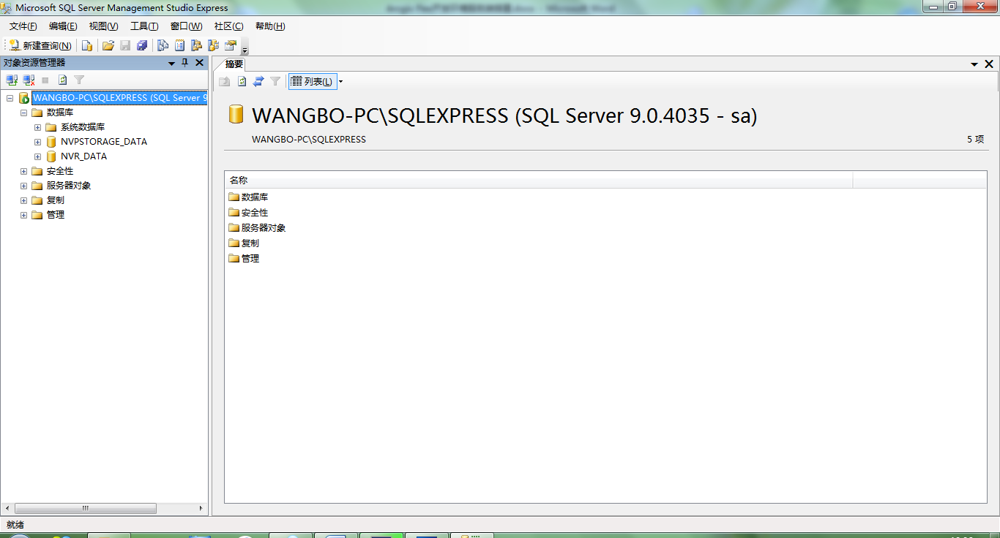 Microsoft SQL Server Management Studio Express
文件(F) 编辑(E) 视图(V) 工具(T) 窗口(W) 社区(C) 帮助(H)
新建查询(N)
对象资源管理器
摘要
列表(L)
WANGBO-PC\SQLEXPRESS (SQL Server 9
数据库
系统数据库
NVPSTORAGE_DATA
NVR_DATA
安全性
服务器对象
复制
管理
WANGBO-PC\SQLEXPRESS (SQL Server 9.0.4035 - sa)
WANGBO-PC\SQLEXPRESS
5 项
名称
数据库
安全性
服务器对象
复制
管理
就绪